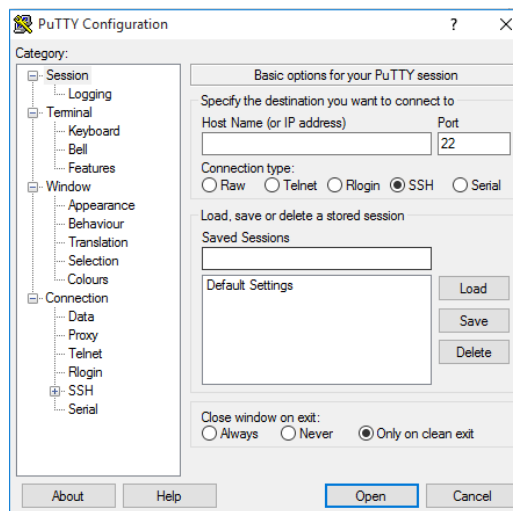 PuTTY Configuration
?
Category:
Session
Logging
Terminal
Keyboard
Bell
Features
Window
Appearance
Behaviour
Translation
Selection
Colours
Connection
Data
Proxy
Telnet
Rlogin
SSH
Serial
Basic options for your PuTTY session
Specify the destination you want to connect to
Host Name (or IP address) Port
22
Connection type:
Raw Telnet Rlogin SSH Serial
Load, save or delete a stored session
Saved Sessions
Default Settings
Load
Save
Delete
Close window on exit:
Always Never Only on clean exit
About Help Open Cancel